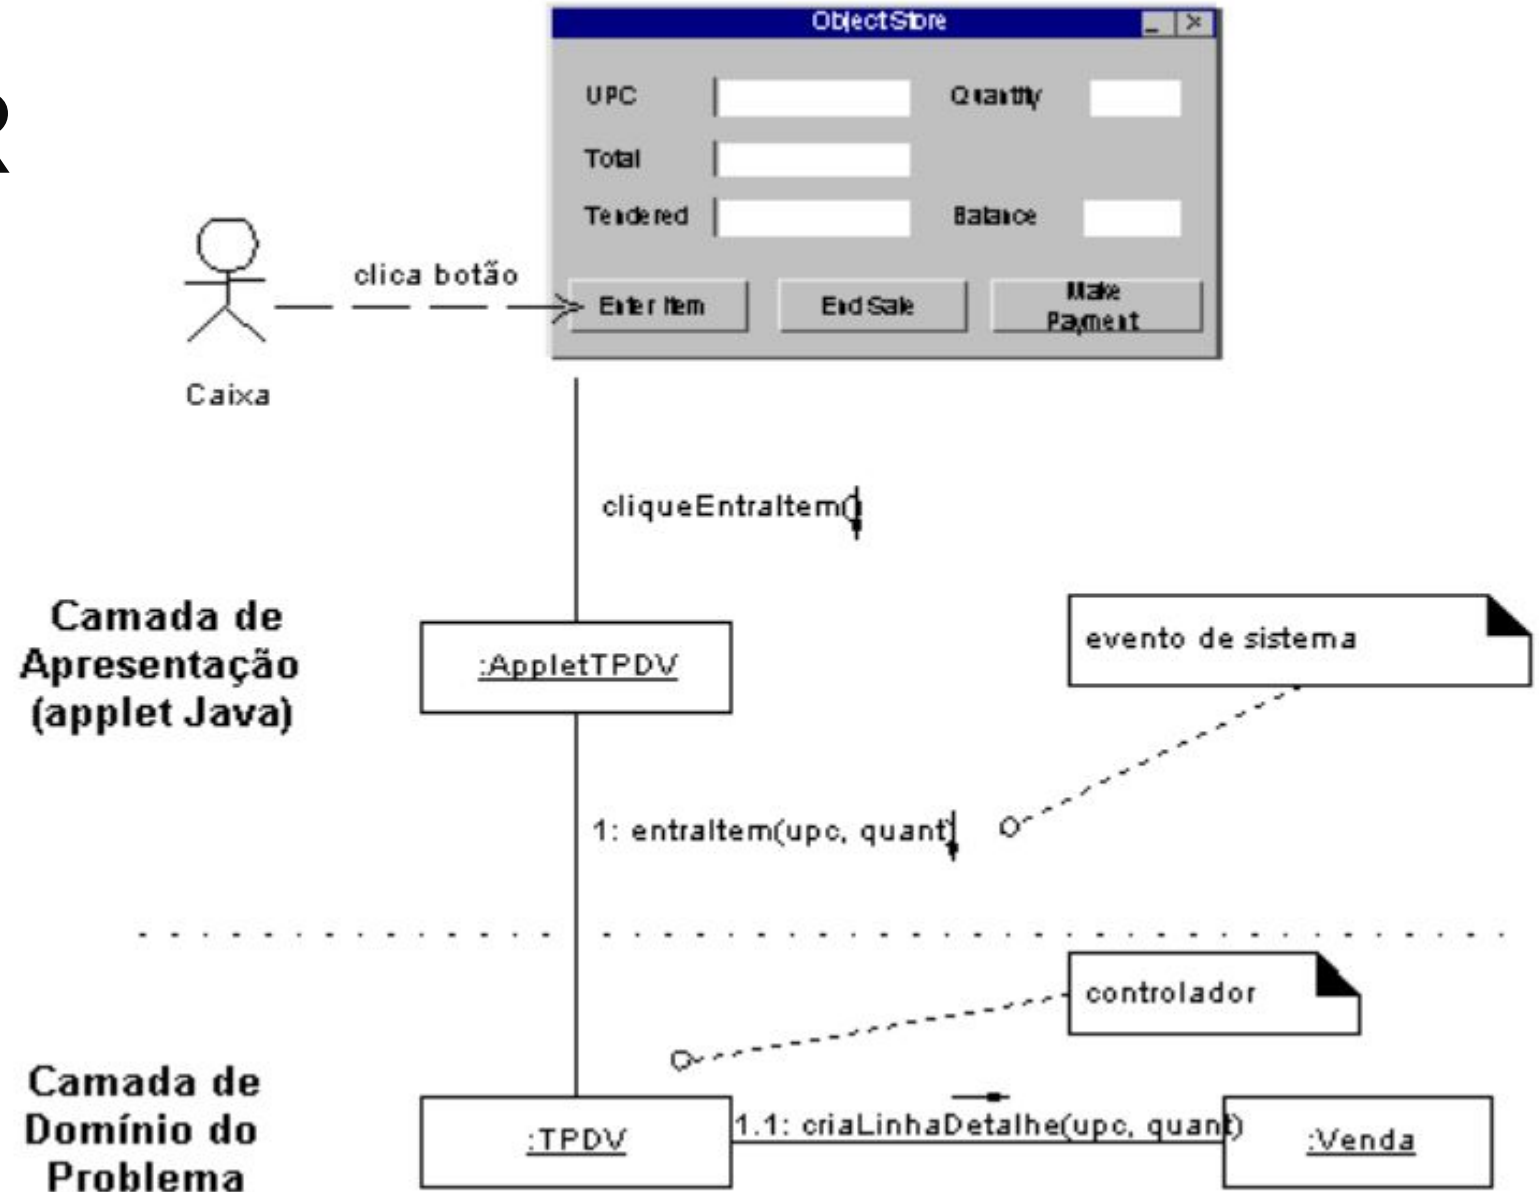 ObjectStore
UPC
Quantity
Total
Tendered
Balance
clica botão
Enter Item
End Sale
Make
Payment
Caixa
cliqueEntraItem()
Camada de
Apresentação
(applet Java)
:AppletTPDV
evento de sistema
1: entraItem(upc, quant)
controlador
Camada de
Domínio do
Problema
:TPDV
1.1: criaLinhaDetalhe(upc, quant)
:Venda